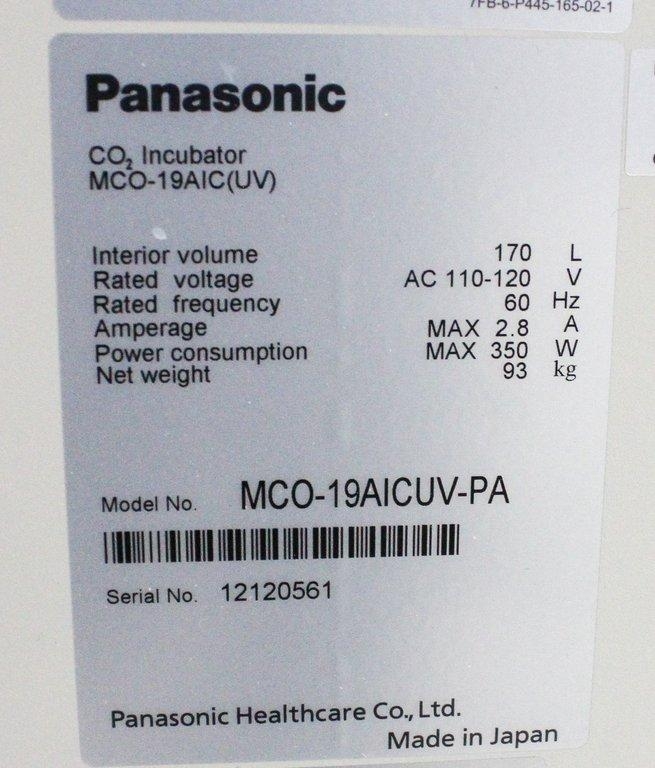 7FB-6-P445-165-02-1
Panasonic
CO₂ Incubator
MCO-19AIC(UV)
Interior volume 170 L
Rated voltage AC 110-120 V
Rated frequency 60 Hz
Amperage MAX 2.8 A
Power consumption MAX 350 W
Net weight 93 kg
Model No. MCO-19AICUV-PA
Serial No. 12120561
Panasonic Healthcare Co., Ltd.
Made in Japan